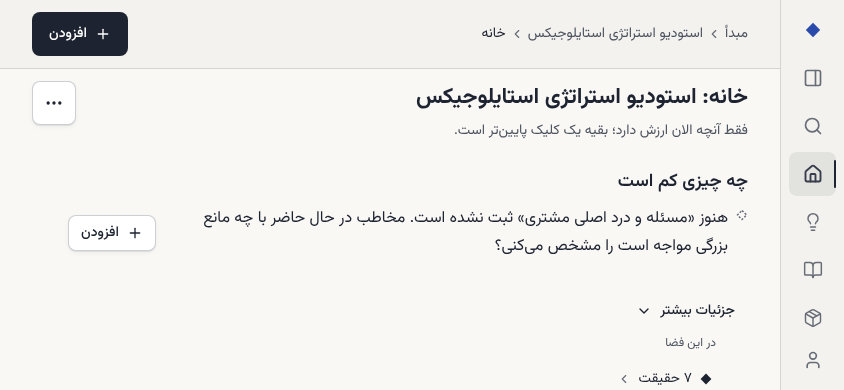 مبدأ
استودیو استراتژی استایلوجیکس
خانه
افزودن
خانه: استودیو استراتژی استایلوجیکس
فقط آنچه الان ارزش دارد؛ بقیه یک کلیک پایین‌تر است.
چه چیزی کم است
هنوز «مسئله و درد اصلی مشتری» ثبت نشده است. مخاطب در حال حاضر با چه مانع
بزرگی مواجه است را مشخص می‌کنی؟
افزودن
جزئیات بیشتر
در این فضا
۷ حقیقت